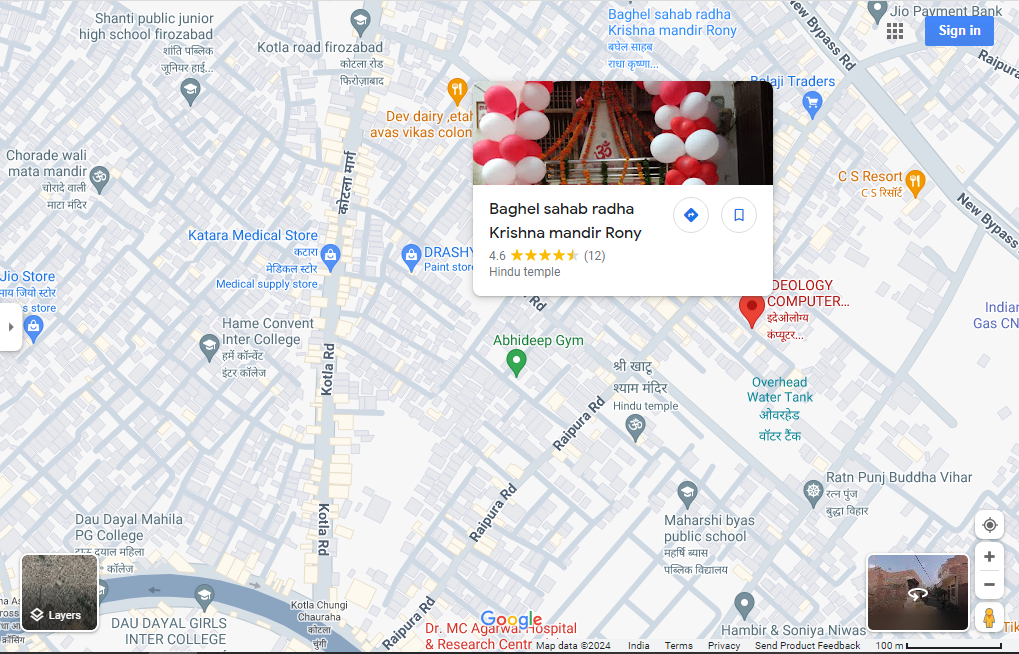 Shanti public junior
high school firozabad
शांति पब्लिक
जूनियर हाई...
Kotla road firozabad
कोटला रोड
फिरोज़ाबाद
Baghel sahab radha
Krishna mandir Rony
बघेल साहब
राधा कृष्णा...
New Bypass Rd
Jio Payment Bank
Sign in
Raipura
Balaji Traders
Dev dairy ,etah
avas vikas colon
Chorade wali
mata mandir
चोरादे वाली
माटा मंदिर
कोटला मार्ग
C S Resort
C S रिसॉर्ट
New Bypass
Baghel sahab radha
Krishna mandir Rony
4.6
(12)
Hindu temple
Katara Medical Store
कटारा
मेडिकल स्टोर
Medical supply store
DRASHY
Paint store
Jio Store
माय जियो स्टोर
ss store
Rd
IDEOLOGY
COMPUTER...
इदेओलोग्य
कंप्यूटर...
Indian
Gas CN
Hame Convent
Inter College
हमें कॉन्वेंट
इंटर कॉलेज
Kotla Rd
Abhideep Gym
श्री खाटू
श्याम मंदिर
Hindu temple
Overhead
Water Tank
ओवरहेड
वॉटर टैंक
Raipura Rd
Ratn Punj Buddha Vihar
रत्न पुंज
बुद्धा विहार
Raipura Rd
Maharshi byas
public school
महर्षि ब्यास
पब्लिक विद्यालय
Dau Dayal Mahila
PG College
दाऊ दयाल महिला
कॉलेज
Kotla Rd
Layers
DAU DAYAL GIRLS
INTER COLLEGE
Kotla Chungi
Chauraha
कोटला
चुंगी
Raipura Rd
Google
Dr. MC Agarwal Hospital
& Research Centr
Hambir & Soniya Niwas
Map data ©2024
India
Terms
Privacy
Send Product Feedback
100 m